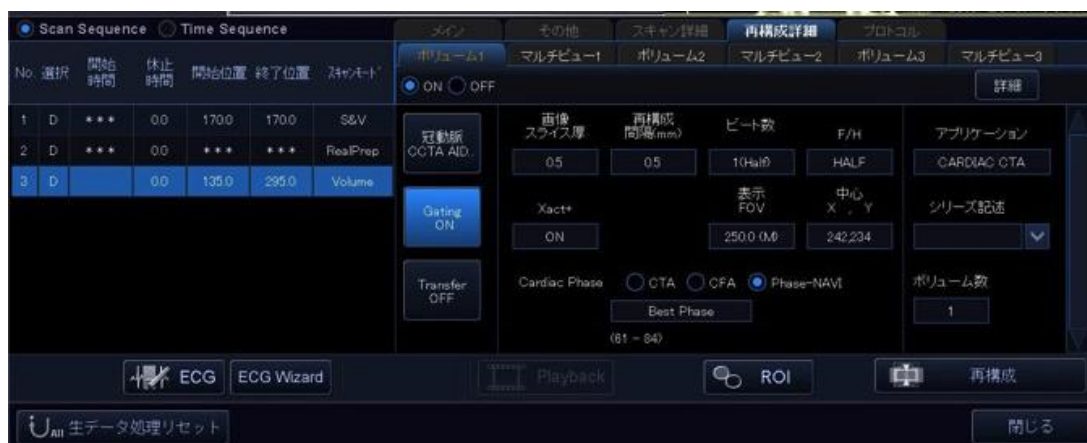 Scan Sequence Time Sequence
メイン その他 スキャン詳細 再構成詳細 プロトコル
ボリューム1 マルチビュー1 ボリューム2 マルチビュー2 ボリューム3 マルチビュー3
No. 選択 開始時間 休止時間 開始位置 終了位置 スキャンモード
ON OFF 詳細
1 D *** 0.0 170.0 170.0 S&V
2 D *** 0.0 *** *** RealPrep
3 D 0.0 135.0 295.0 Volume
冠動脈
CCTA AID..
画像
スライス厚
再構成
間隔(mm)
ビート数
F/H
アプリケーション
0.5 0.5 1(Half) HALF CARDIAC CTA
Gating
ON
Xact+
表示
FOV
中心
X , Y
シリーズ記述
ON 250.0 (M) 242,234
Transfer
OFF
Cardiac Phase CTA CFA Phase-NAVI
ボリューム数
Best Phase 1
(61 - 84)
ECG ECG Wizard Playback ROI 再構成
All 生データ処理リセット 閉じる